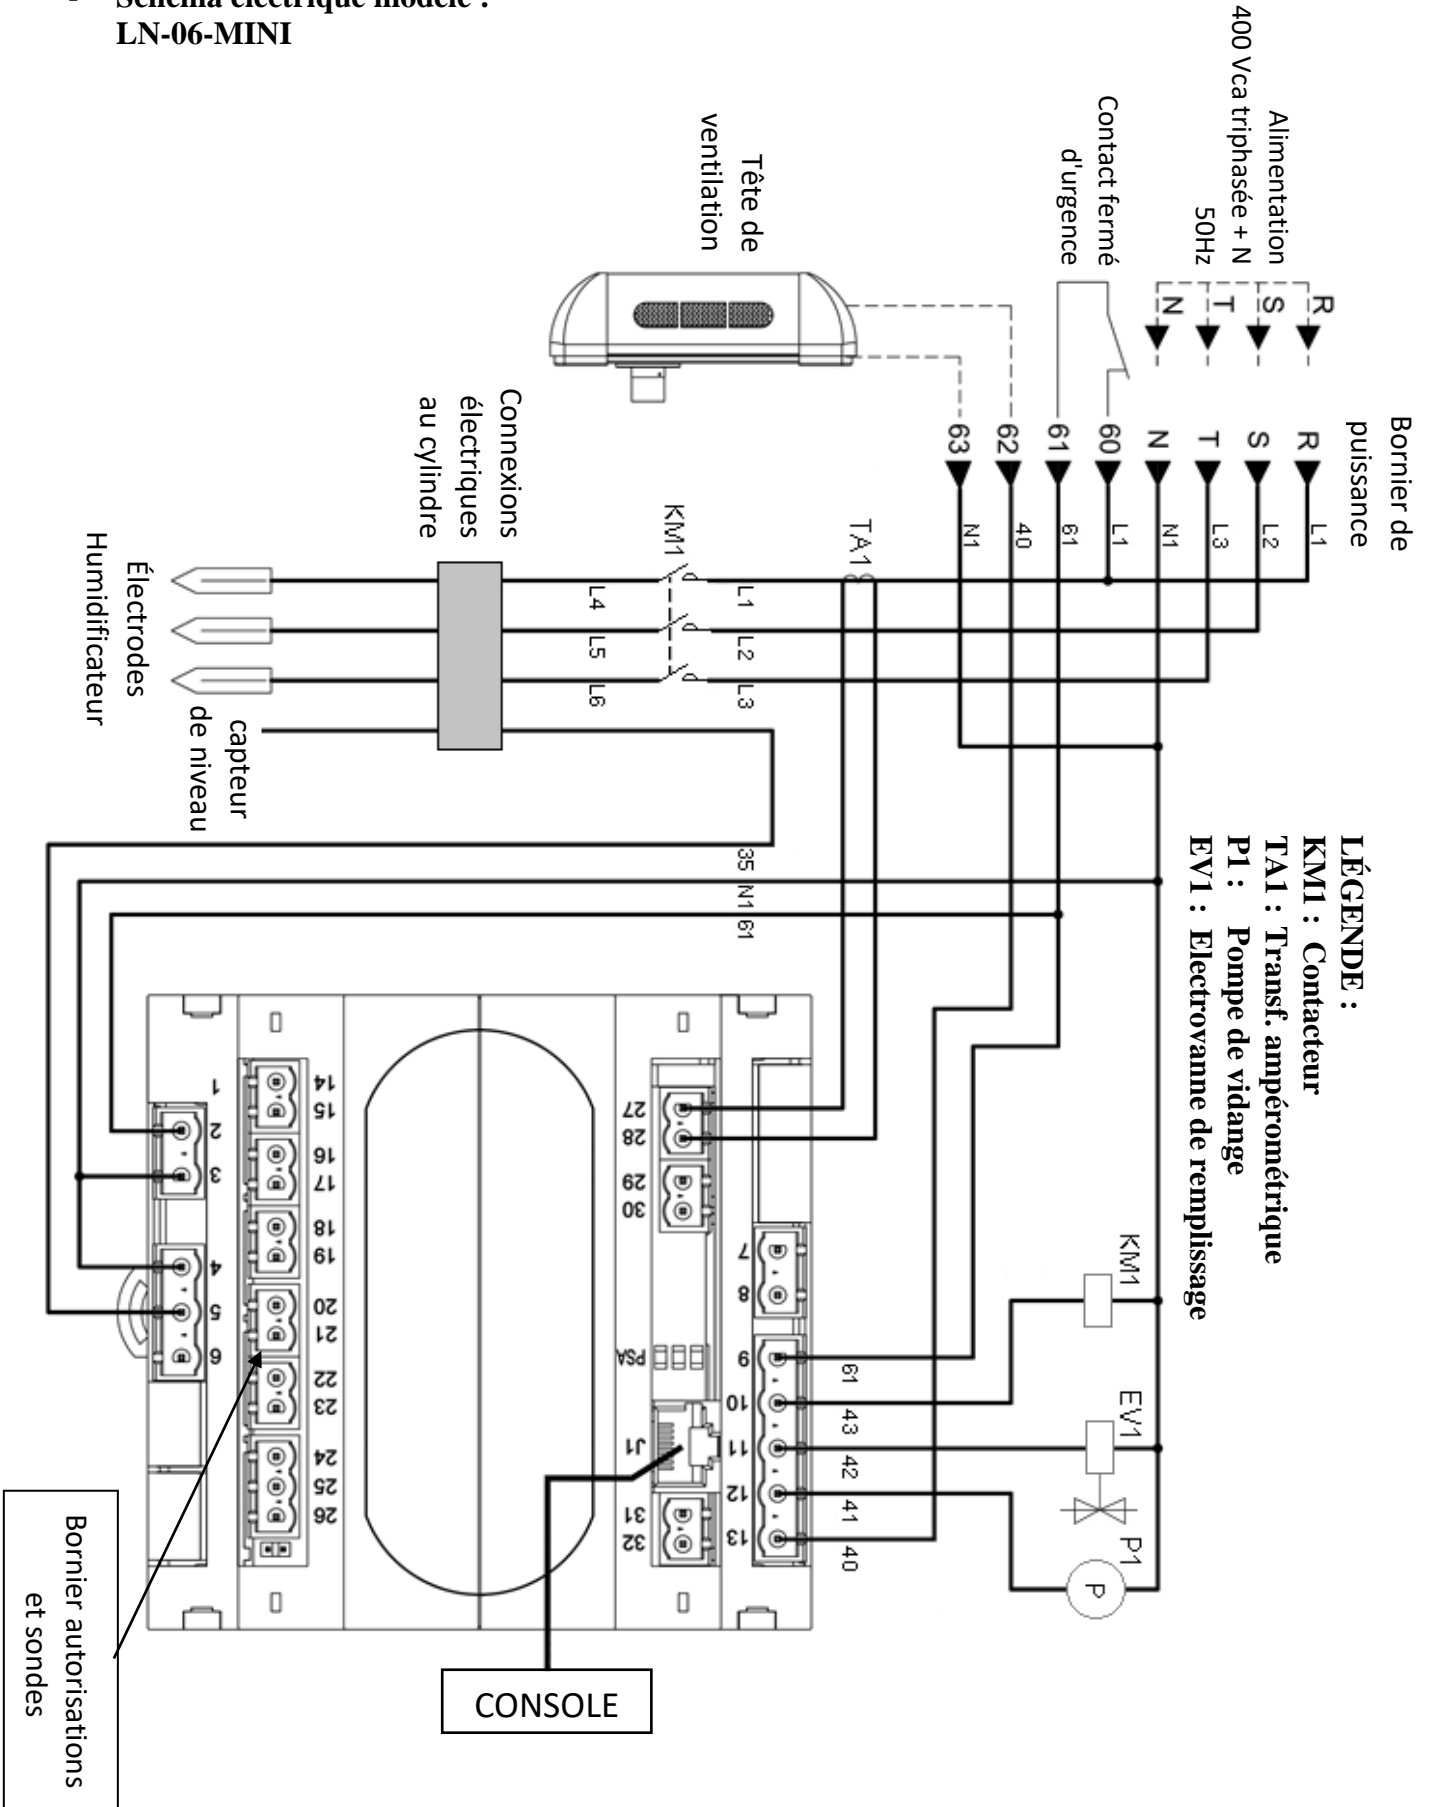 - Schéma électrique modèle :
LN-06-MINI
Alimentation
400 Vca triphasée + N
50Hz
Contact fermé
d'urgence
Tête de
ventilation
R
S
T
N
Bornier de
puissance
R
S
T
N
60
61
62
63
L1
L2
L3
N1
L1
61
40
N1
TA1
KM1
L1
L2
L3
L4
L5
L6
Connexions
électriques
au cylindre
Électrodes
Humidificateur
capteur
de niveau
35 N1 61
LÉGENDE :
KM1 : Contacteur
TA1 : Transf. ampérométrique
P1 : Pompe de vidange
EV1 : Electrovanne de remplissage
KM1
EV1
P1
P
61
43
42
41
40
1
2
3
4
5
6
7
8
9
10
11
12
13
14
15
16
17
18
19
20
21
22
23
24
25
26
27
28
29
30
PSA
J1
31
32
CONSOLE
Bornier autorisations
et sondes